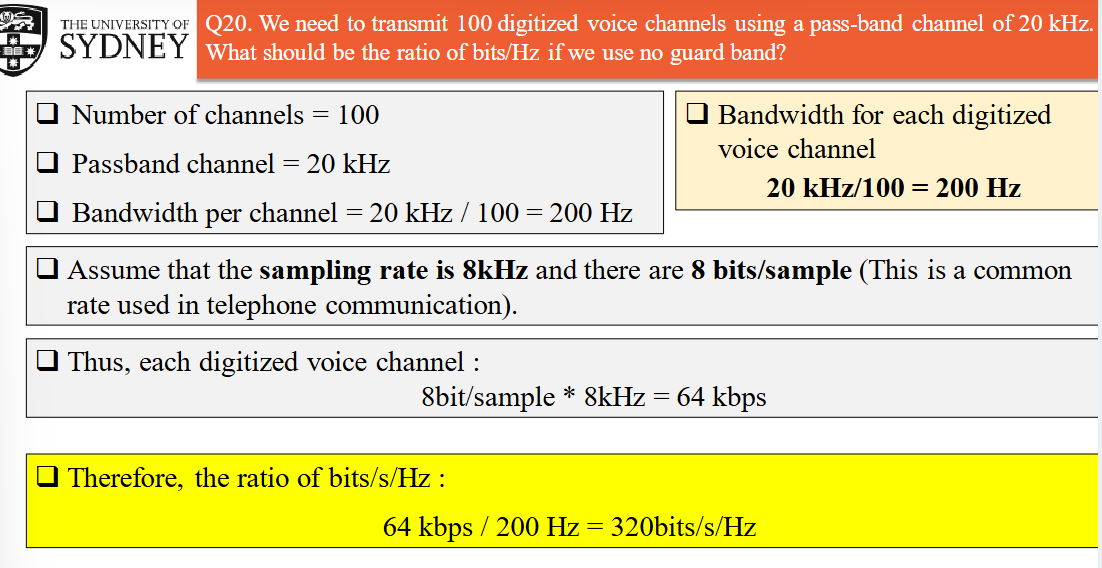 THE UNIVERSITY OF
SYDNEY
Q20. We need to transmit 100 digitized voice channels using a pass-band channel of 20 kHz.
What should be the ratio of bits/Hz if we use no guard band?
❑ Number of channels = 100
❑ Passband channel = 20 kHz
❑ Bandwidth per channel = 20 kHz / 100 = 200 Hz
❑ Bandwidth for each digitized
voice channel
20 kHz/100 = 200 Hz
❑ Assume that the sampling rate is 8kHz and there are 8 bits/sample (This is a common
rate used in telephone communication).
❑ Thus, each digitized voice channel :
8bit/sample * 8kHz = 64 kbps
❑ Therefore, the ratio of bits/s/Hz :
64 kbps / 200 Hz = 320bits/s/Hz